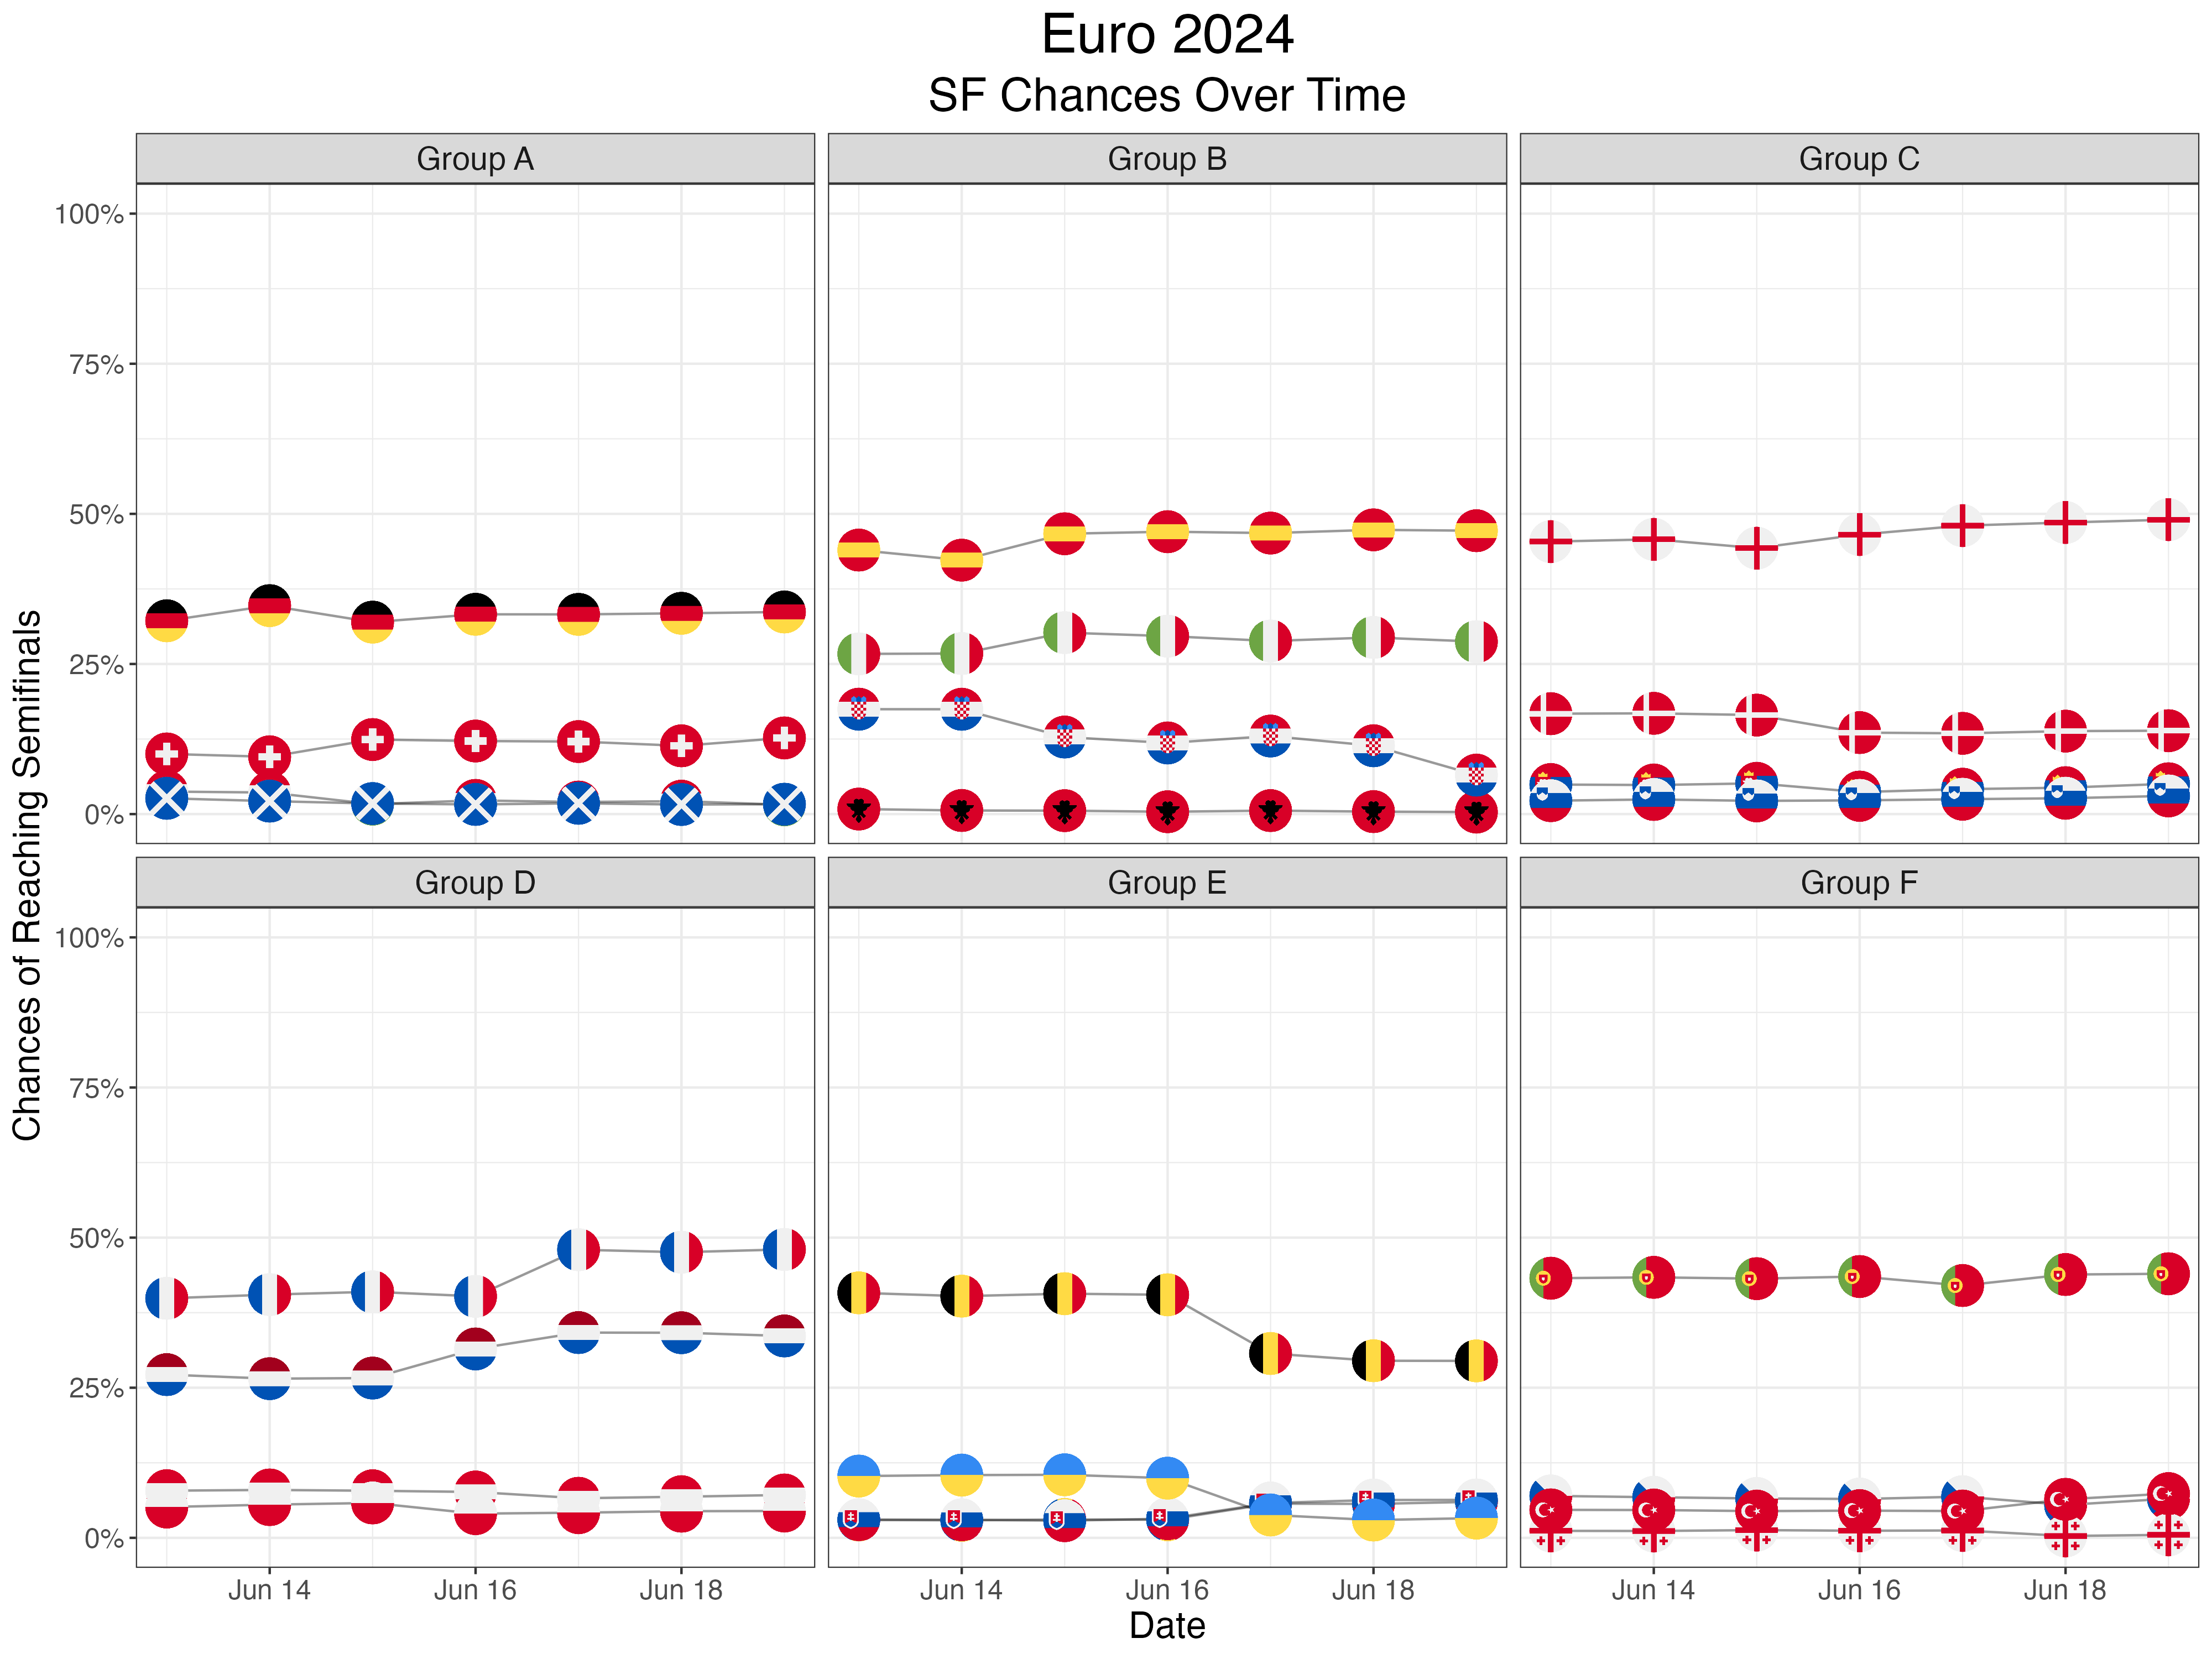 Euro 2024
SF Chances Over Time
Group A
Group B
Group C
100%
75%
50%
25%
0%
Group D
Group E
Group F
100%
75%
50%
25%
0%
Jun 14
Jun 16
Jun 18
Jun 14
Jun 16
Jun 18
Jun 14
Jun 16
Jun 18
Date
Chances of Reaching Semifinals